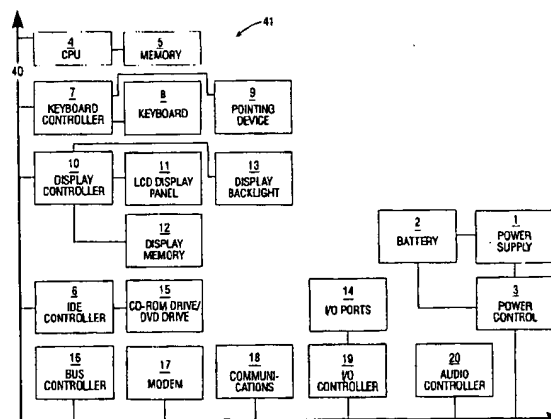 41
4
CPU
5
MEMORY
40
7
KEYBOARD
CONTROLLER
8
KEYBOARD
9
POINTING
DEVICE
10
DISPLAY
CONTROLLER
11
LCD DISPLAY
PANEL
13
DISPLAY
BACKLIGHT
12
DISPLAY
MEMORY
2
BATTERY
1
POWER
SUPPLY
6
IDE
CONTROLLER
15
CD-ROM DRIVE/
DVD DRIVE
14
I/O PORTS
3
POWER
CONTROL
16
BUS
CONTROLLER
17
MODEM
18
COMMUNI-
CATIONS
19
I/O
CONTROLLER
20
AUDIO
CONTROLLER